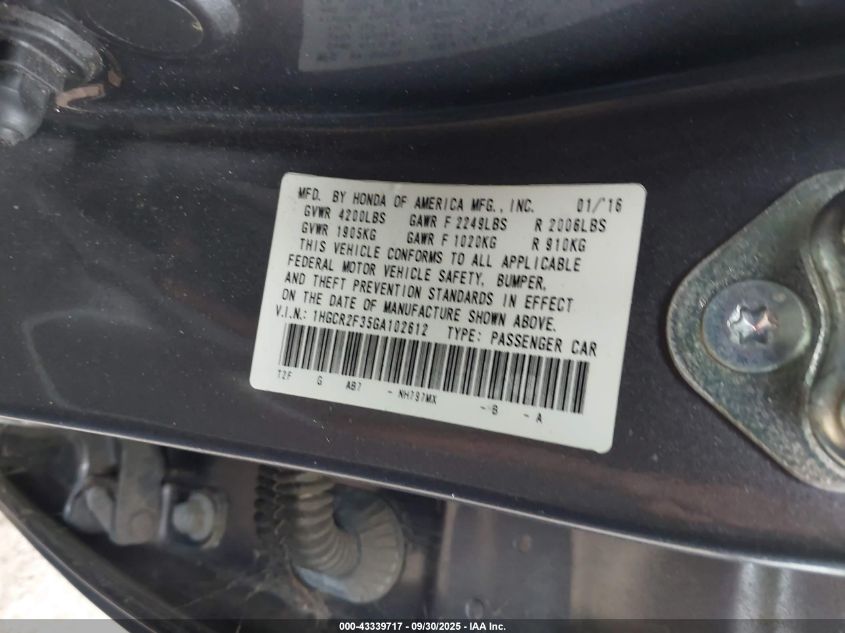 MFD. BY HONDA OF AMERICA MFG., INC. 01/'16
GVWR 4200LBS GAWR F 2249LBS R 2006LBS
GVWR 1905KG GAWR F 1020KG R 910KG
THIS VEHICLE CONFORMS TO ALL APPLICABLE
FEDERAL MOTOR VEHICLE SAFETY, BUMPER,
AND THEFT PREVENTION STANDARDS IN EFFECT
ON THE DATE OF MANUFACTURE SHOWN ABOVE.
V.I.N.: 1HGCR2F35GA102612 TYPE: PASSENGER CAR
T2F G AB7 - NH797MX - B - A
000-43339717 - 09/30/2025 - IAA Inc.